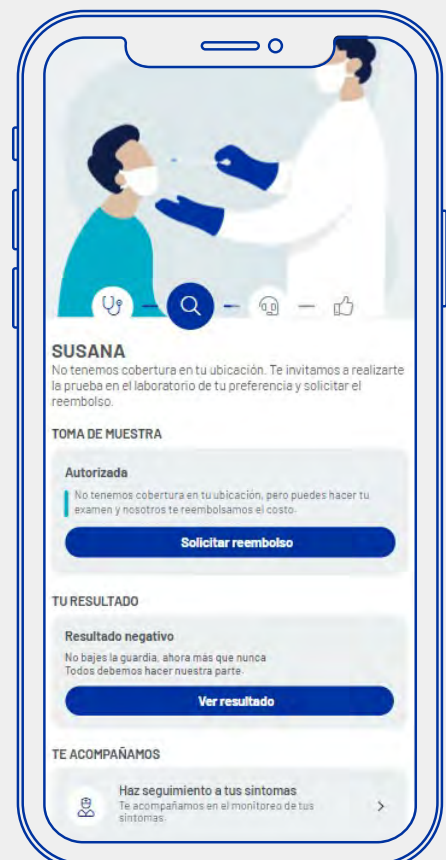 SUSANA
No tenemos cobertura en tu ubicación. Te invitamos a realizarte
la prueba en el laboratorio de tu preferencia y solicitar el
reembolso.
TOMA DE MUESTRA
Autorizada
No tenemos cobertura en tu ubicación, pero puedes hacer tu
examen y nosotros te reembolsamos el costo.
Solicitar reembolso
TU RESULTADO
Resultado negativo
No bajes la guardia, ahora más que nunca
Todos debemos hacer nuestra parte.
Ver resultado
TE ACOMPAÑAMOS
Haz seguimiento a tus síntomas
Te acompañamos en el monitoreo de tus
síntomas.